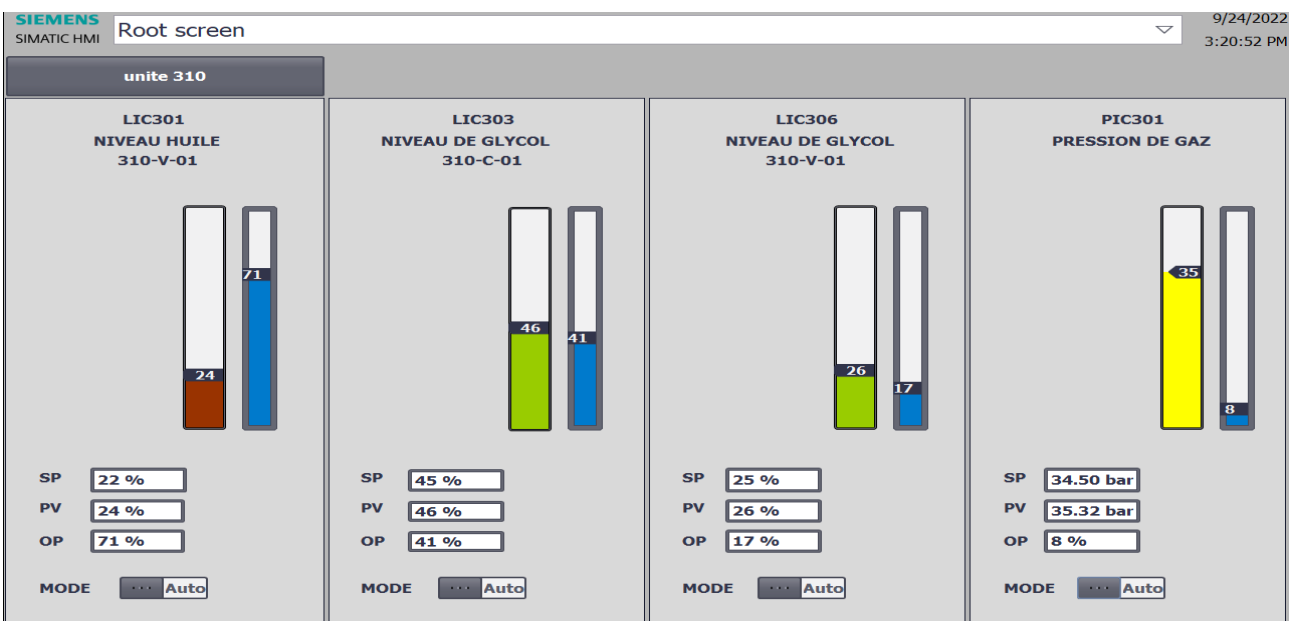 SIEMENS
SIMATIC HMI
Root screen
9/24/2022
3:20:52 PM
unite 310
LIC301
NIVEAU HUILE
310-V-01
71
24
SP 22 %
PV 24 %
OP 71 %
MODE ... Auto
LIC303
NIVEAU DE GLYCOL
310-C-01
46
41
SP 45 %
PV 46 %
OP 41 %
MODE ... Auto
LIC306
NIVEAU DE GLYCOL
310-V-01
26
17
SP 25 %
PV 26 %
OP 17 %
MODE ... Auto
PIC301
PRESSION DE GAZ
35
8
SP 34.50 bar
PV 35.32 bar
OP 8 %
MODE ... Auto